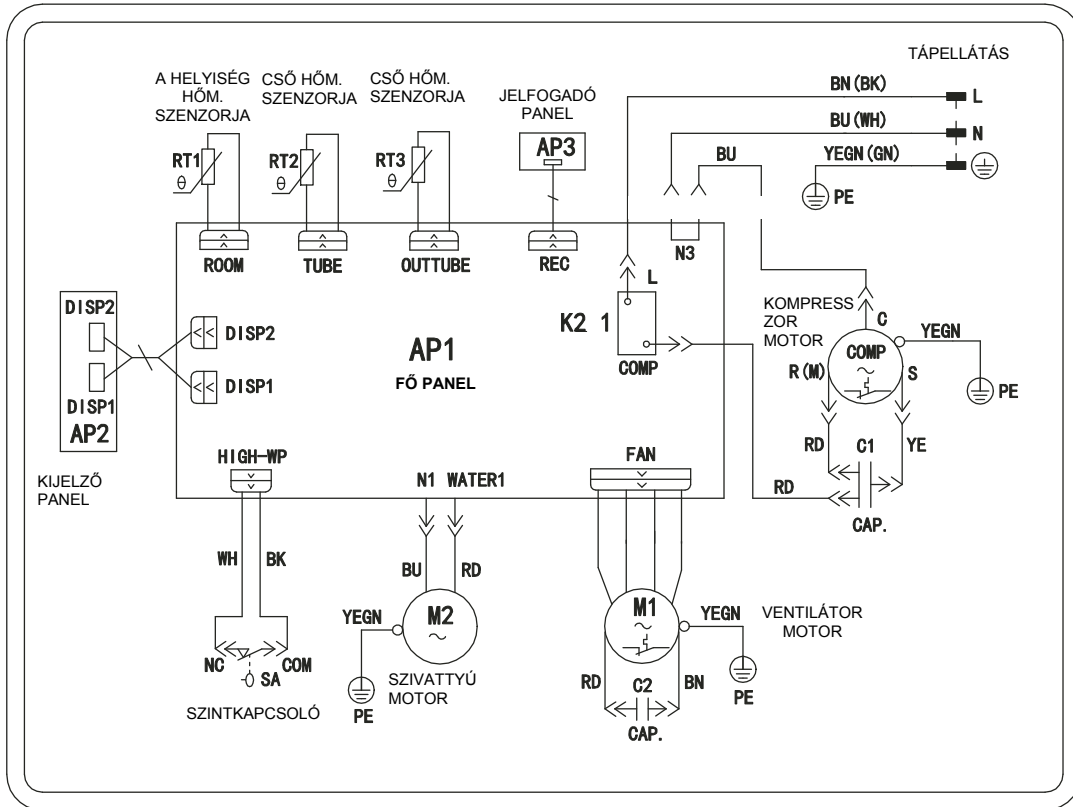 TÁPELLÁTÁS
A HELYISÉG
HŐM.
SZENZORJA
CSŐ HŐM.
SZENZORJA
CSŐ HŐM.
SZENZORJA
JELFOGADÓ
PANEL
BN (BK)
L
BU (WH)
N
BU
YEGN (GN)
PE
RT1
θ
RT2
θ
RT3
θ
AP3
ROOM
TUBE
OUTTUBE
REC
N3
L
K2 1
COMP
AP1
FŐ PANEL
DISP2
DISP1
AP2
DISP2
DISP1
KIJELZŐ
PANEL
KOMPRESS
ZOR
MOTOR
C
COMP
YEGN
R (M)
S
PE
RD
C1
YE
RD
CAP.
HIGH-WP
N1
WATER1
FAN
WH
BK
BU
RD
NC
COM
SA
SZINTKAPCSOLÓ
YEGN
M2
PE
SZIVATTYÚ
MOTOR
M1
YEGN
PE
VENTILÁTOR
MOTOR
RD
C2
BN
CAP.